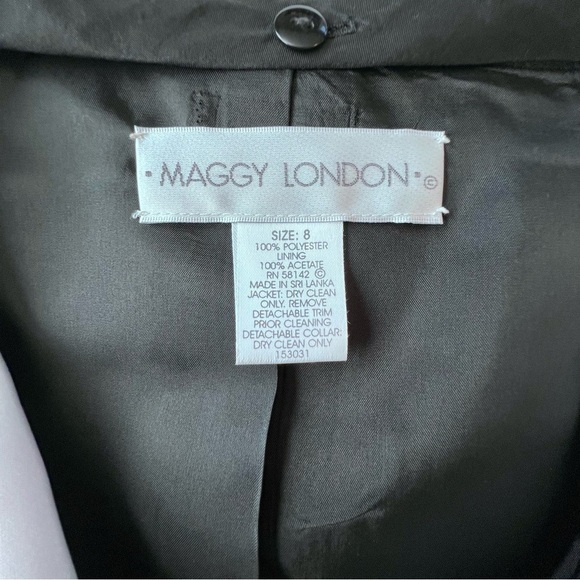 • MAGGY LONDON • ©
SIZE: 8
100% POLYESTER
LINING
100% ACETATE
RN 58142 ©
MADE IN SRI LANKA
JACKET: DRY CLEAN
ONLY. REMOVE
DETACHABLE TRIM
PRIOR CLEANING
DETACHABLE COLLAR:
DRY CLEAN ONLY
153031